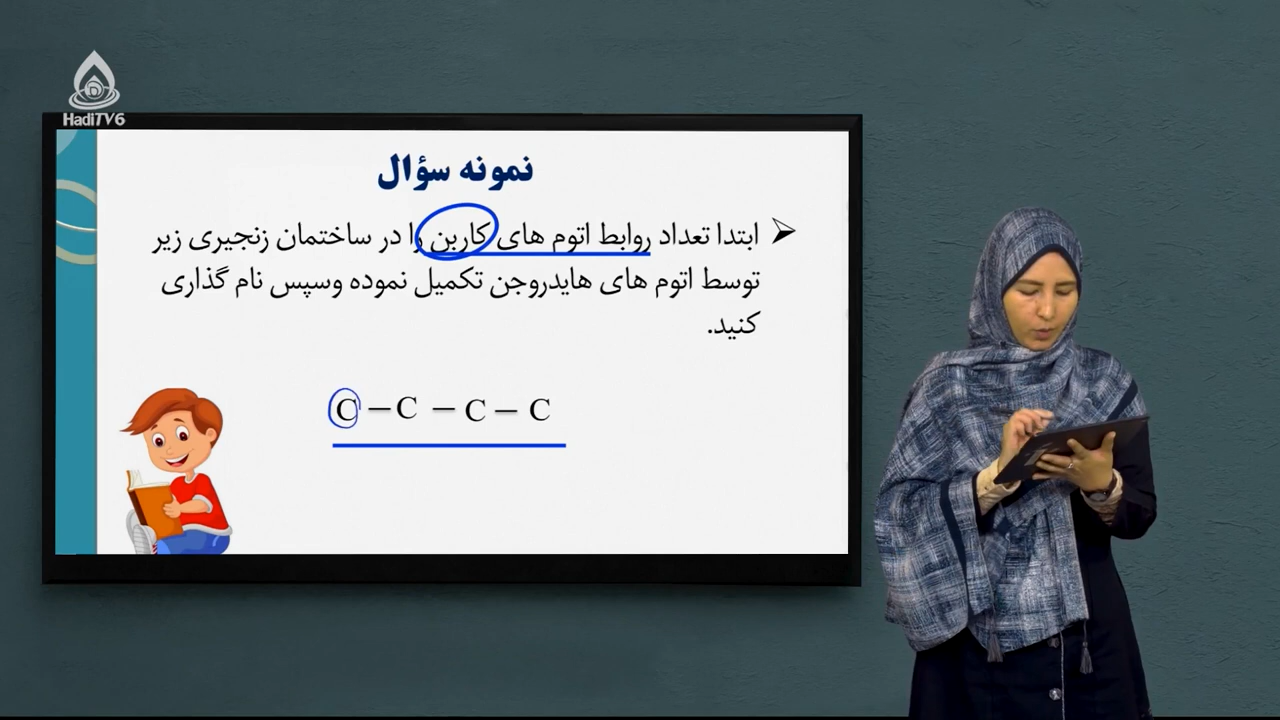 HadiTV6
نمونه سؤال
ابتدا تعداد روابط اتوم های کاربن را در ساختمان زنجیری زیر
توسط اتوم های هایدروجن تکمیل نموده وسپس نام گذاری
کنید.
C – C – C – C